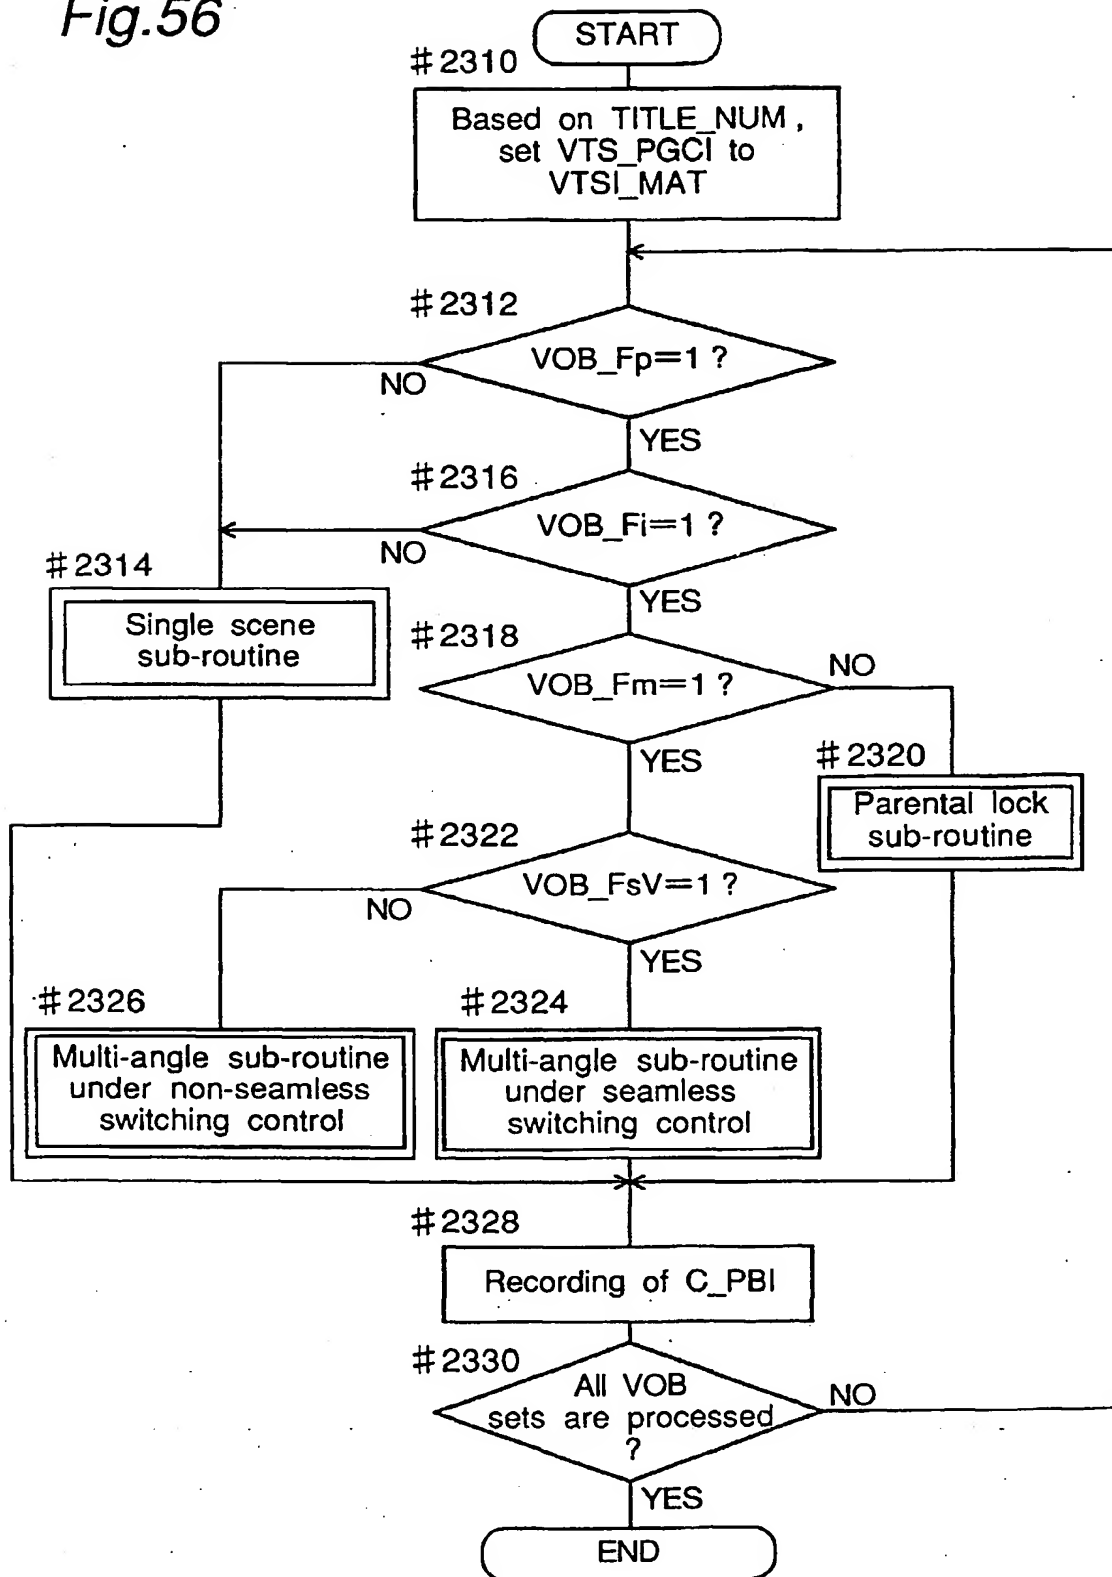 Fig.56
START
#2310
Based on TITLE_NUM,
set VTS_PGCI to
VTSI_MAT
#2312
VOB_Fp=1 ?
NO
YES
#2316
VOB_Fi=1 ?
NO
YES
#2314
Single scene
sub-routine
#2318
VOB_Fm=1 ?
NO
YES
#2320
Parental lock
sub-routine
#2322
VOB_FsV=1 ?
NO
YES
#2326
Multi-angle sub-routine
under non-seamless
switching control
#2324
Multi-angle sub-routine
under seamless
switching control
#2328
Recording of C_PBI
#2330
All VOB
sets are processed
?
NO
YES
END